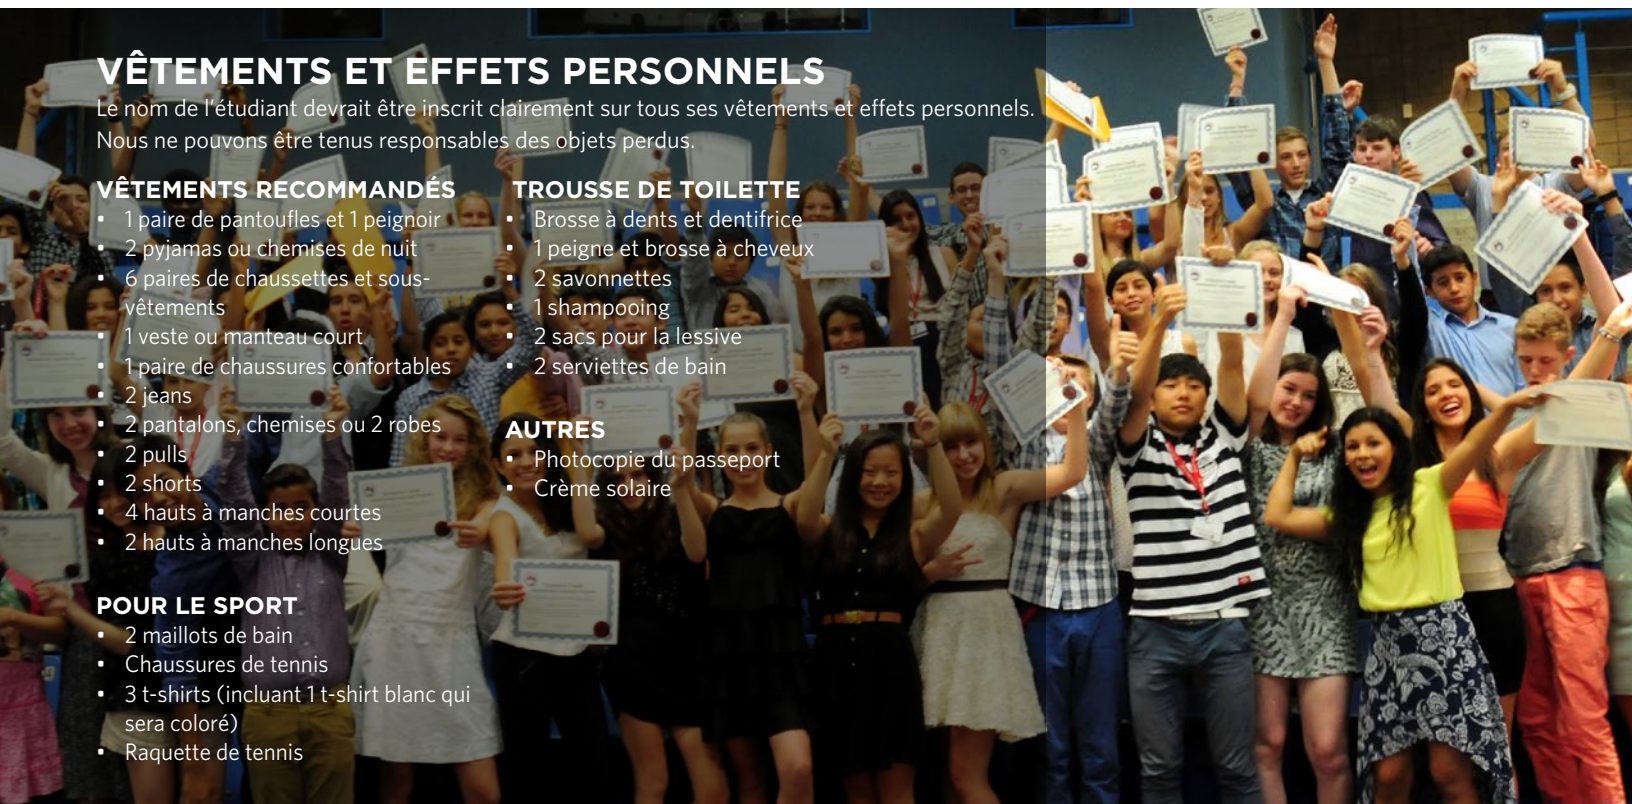 VÊTEMENTS ET EFFETS PERSONNELS
Le nom de l'étudiant devrait être inscrit clairement sur tous ses vêtements et effets personnels.
Nous ne pouvons être tenus responsables des objets perdus.
VÊTEMENTS RECOMMANDÉS
• 1 paire de pantoufles et 1 peignoir
• 2 pyjamas ou chemises de nuit
• 6 paires de chaussettes et sous-
vêtements
• 1 veste ou manteau court
• 1 paire de chaussures confortables
• 2 jeans
• 2 pantalons, chemises ou 2 robes
• 2 pulls
• 2 shorts
• 4 hauts à manches courtes
• 2 hauts à manches longues
POUR LE SPORT
• 2 maillots de bain
• Chaussures de tennis
• 3 t-shirts (incluant 1 t-shirt blanc qui
sera coloré)
• Raquette de tennis
TROUSSE DE TOILETTE
• Brosse à dents et dentifrice
• 1 peigne et brosse à cheveux
• 2 savonnettes
• 1 shampooing
• 2 sacs pour la lessive
• 2 serviettes de bain
AUTRES
• Photocopie du passeport
• Crème solaire